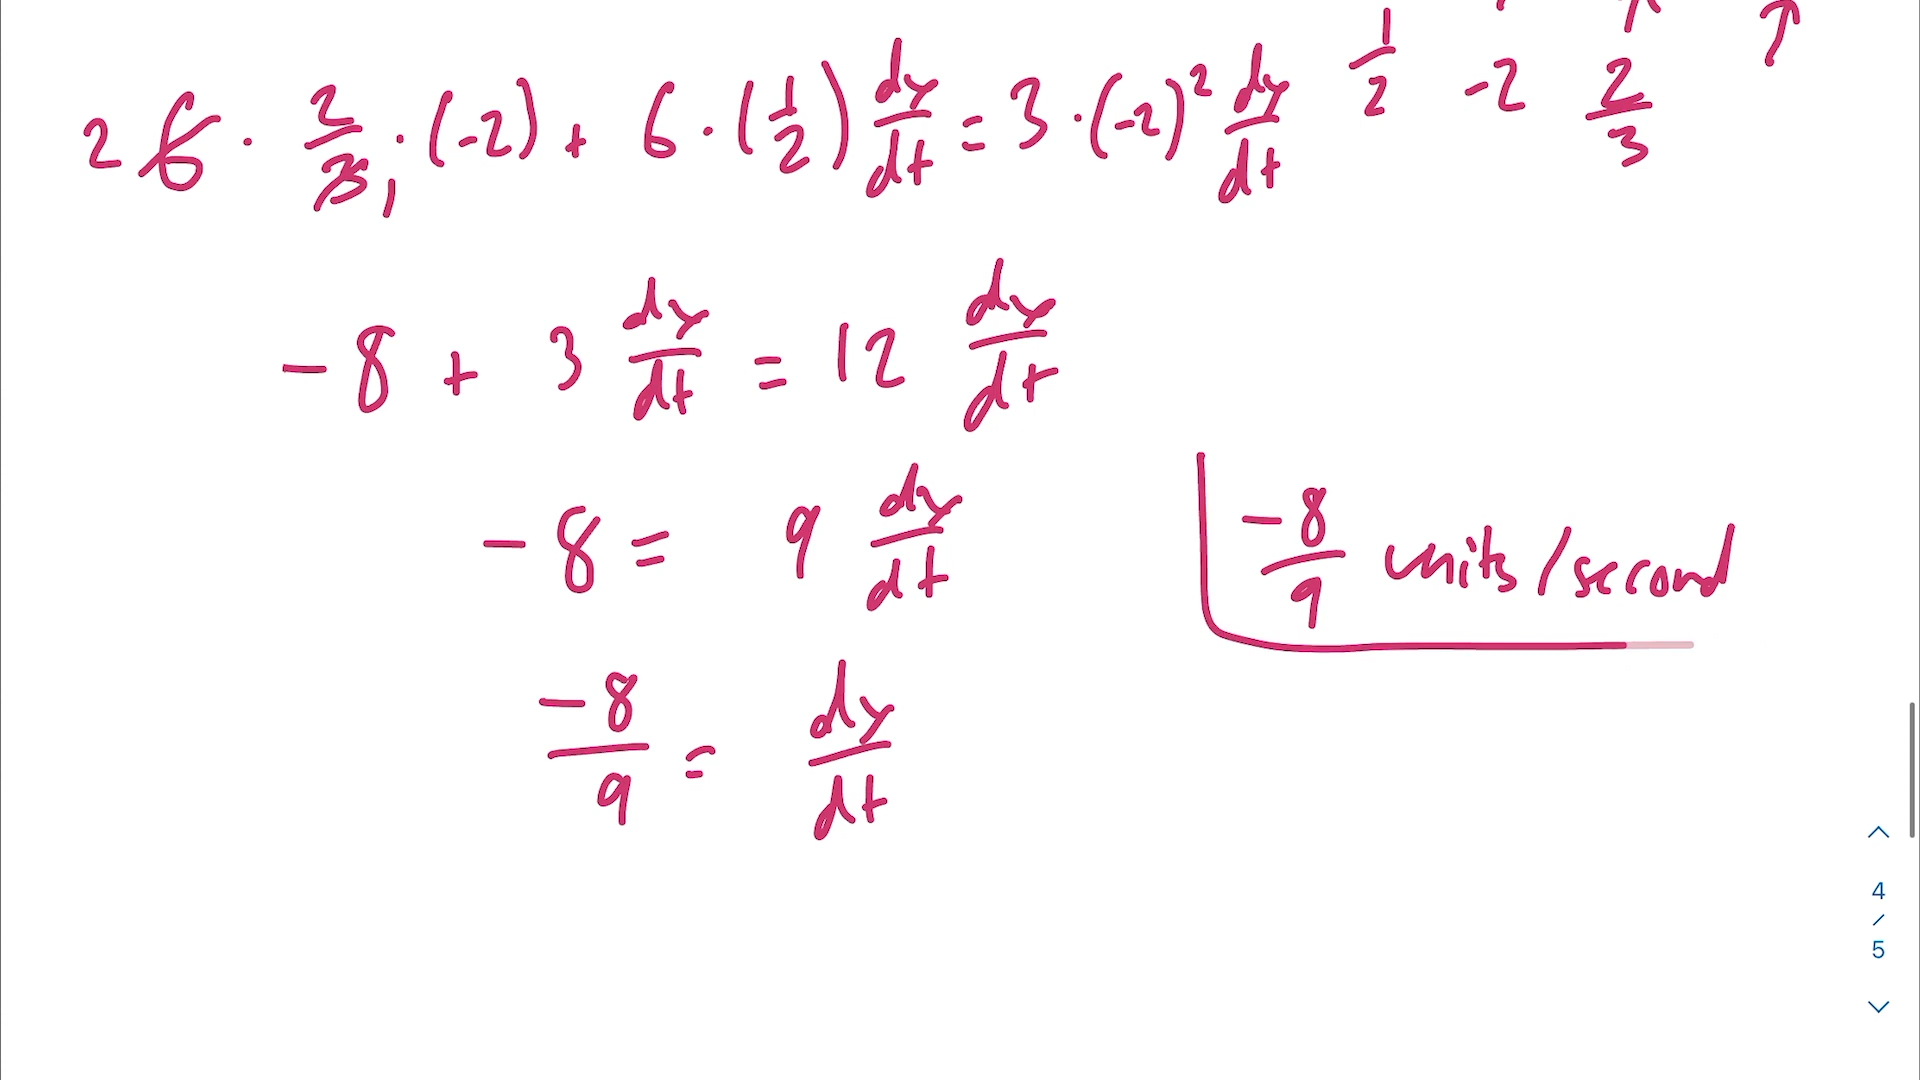 2 6 · 2/3 · (-2) + 6 · (1/2) dy/dt = 3 · (-2)² dy/dt 1/2 -2 2/3
1
-8 + 3 dy/dt = 12 dy/dt
-8 = 9 dy/dt
-8/9 units/second
-8/9 = dy/dt
4
/
5